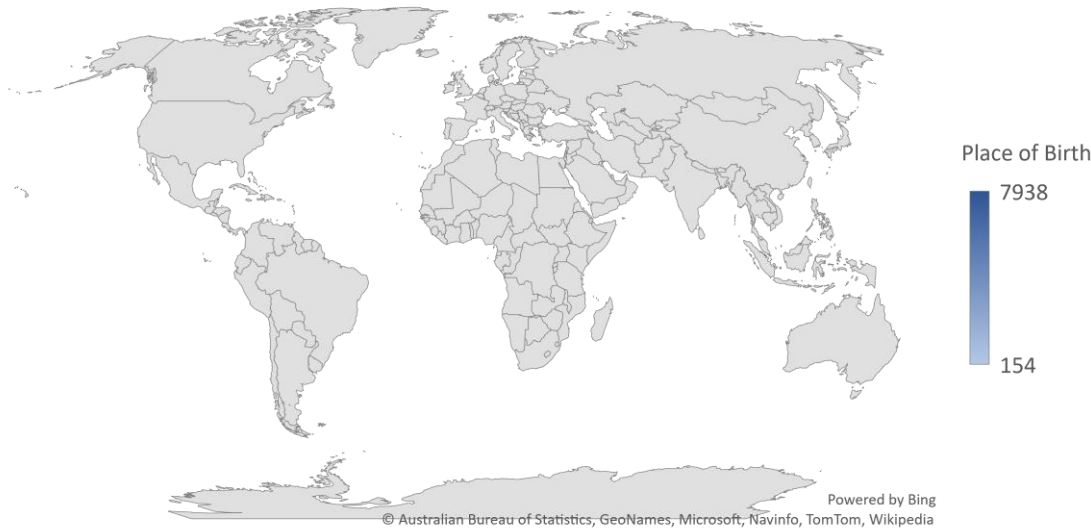 Place of Birth
7938
154
Powered by Bing
© Australian Bureau of Statistics, GeoNames, Microsoft, Navinfo, TomTom, Wikipedia